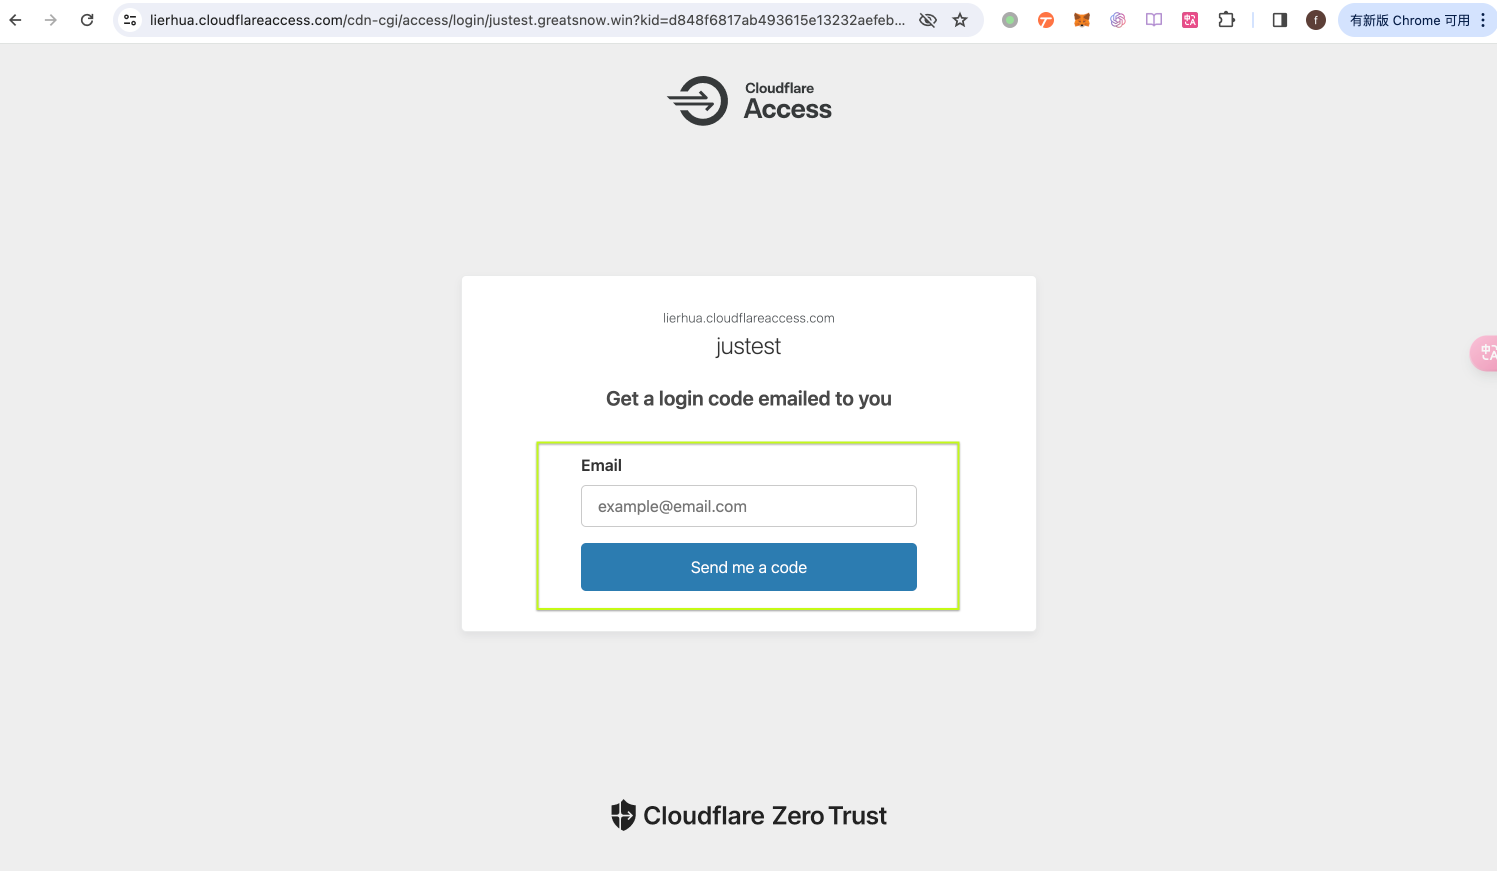 lierhua.cloudflareaccess.com/cdn-cgi/access/login/justest.greatsnow.win?kid=d848f6817ab493615e13232aefeb...
f
有新版 Chrome 可用
Cloudflare
Access
lierhua.cloudflareaccess.com
justest
Get a login code emailed to you
Email
example@email.com
Send me a code
Cloudflare Zero Trust